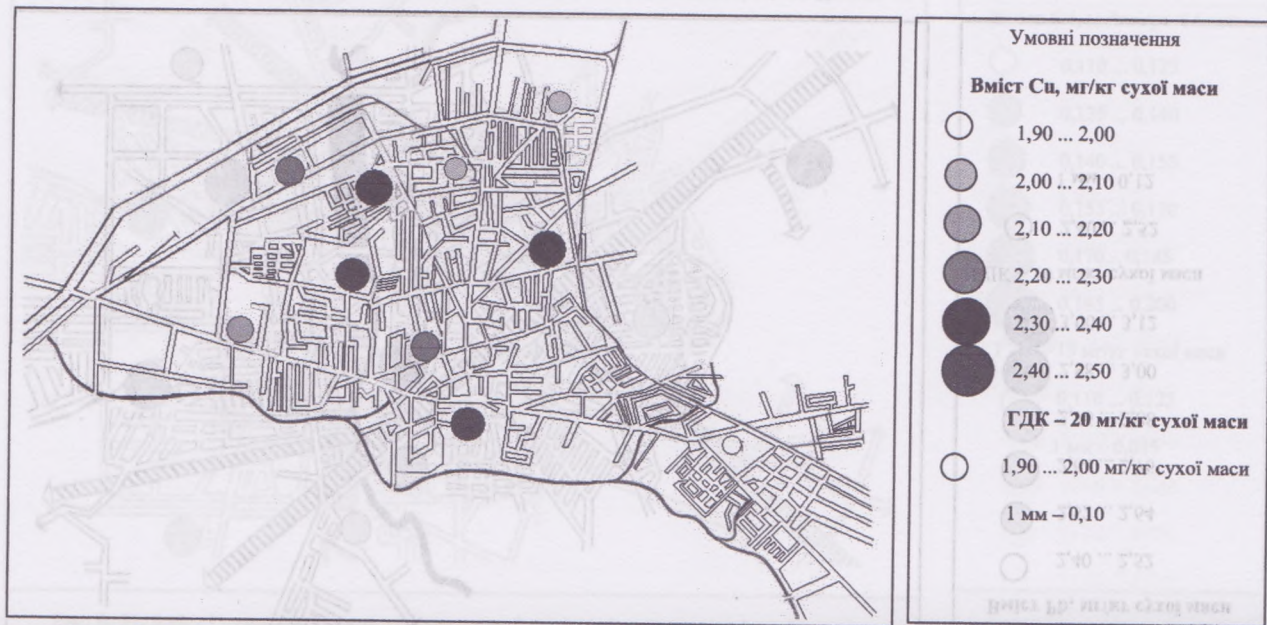 Умовні позначення
Вміст Cu, мг/кг сухої маси
1,90 ... 2,00
2,00 ... 2,10
2,10 ... 2,20
2,20 ... 2,30
2,30 ... 2,40
2,40 ... 2,50
ГДК – 20 мг/кг сухої маси
1,90 ... 2,00 мг/кг сухої маси
1 мм – 0,10